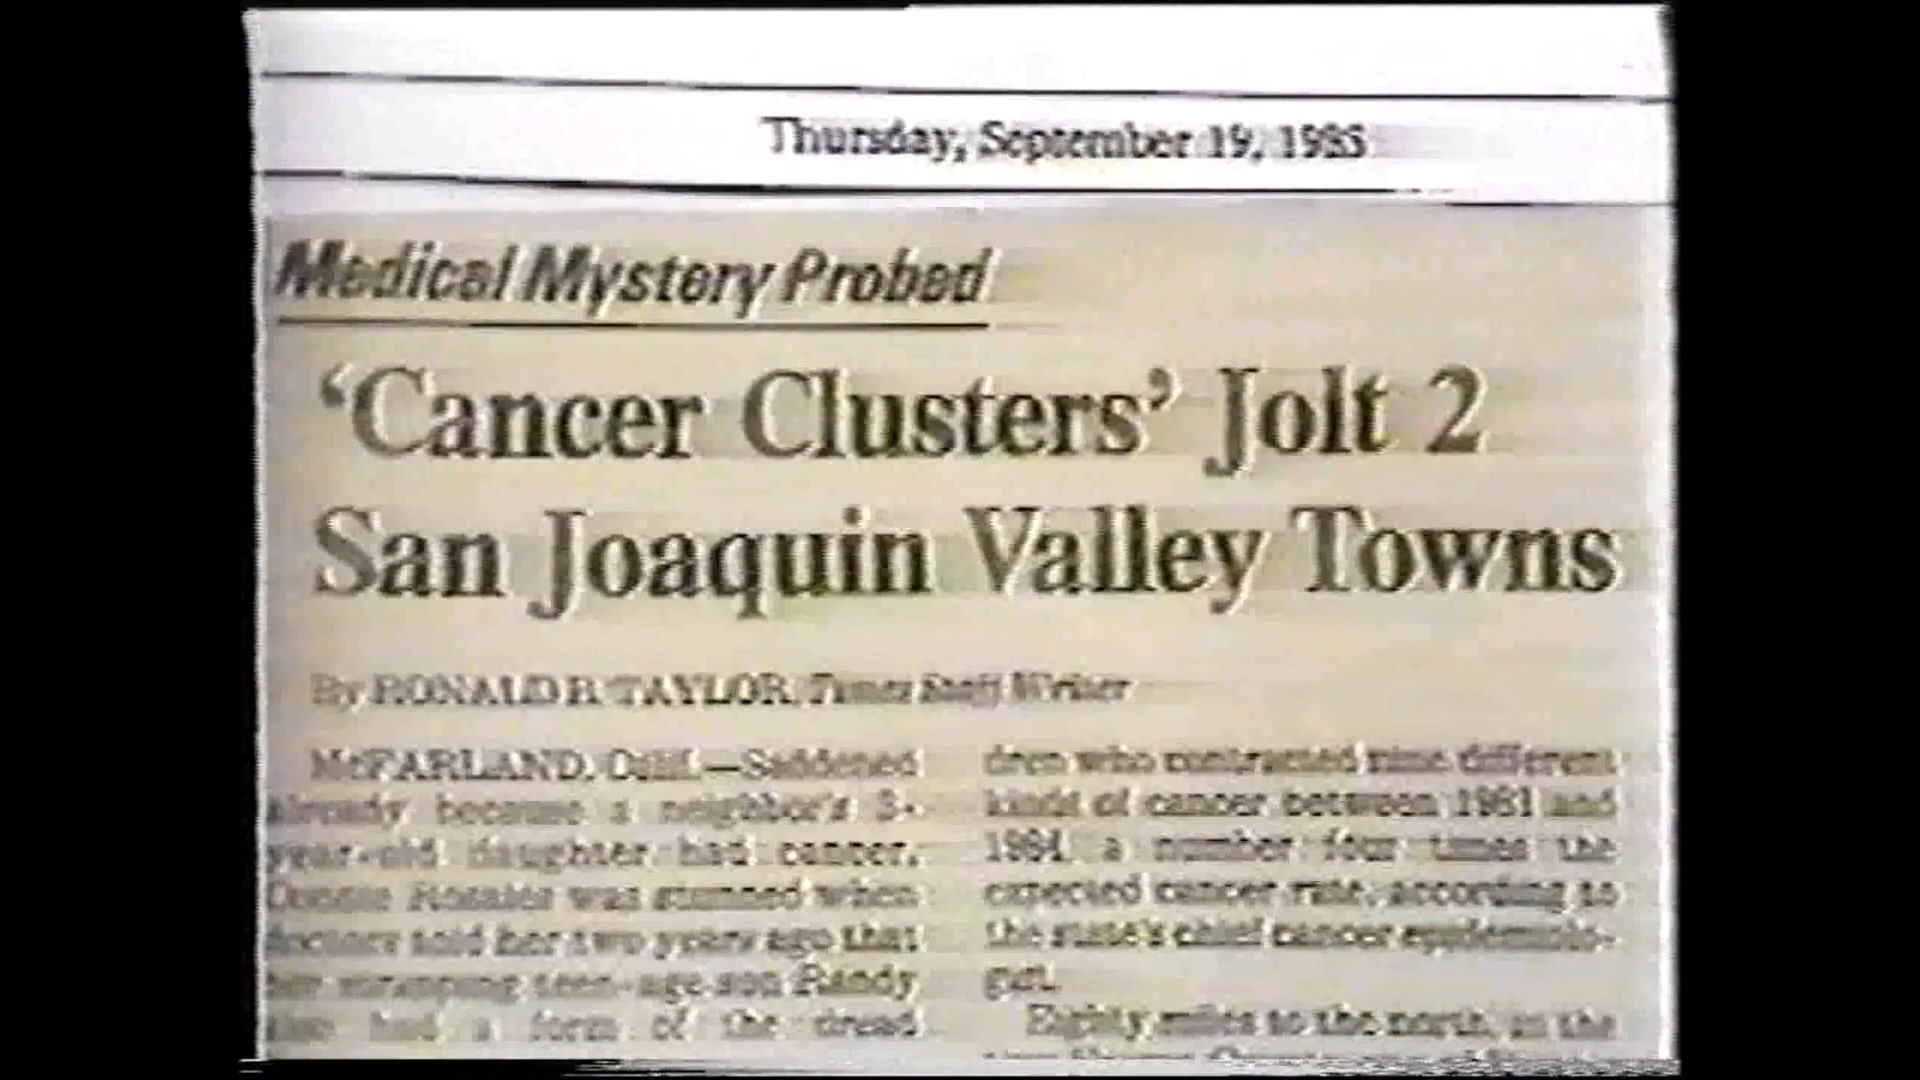 Thursday, September 19, 1985
Medical Mystery Probed
‘Cancer Clusters’ Jolt 2
San Joaquin Valley Towns
By RONALD B. TAYLOR, Times Staff Writer
McFARLAND, Calif.—Saddened
already because a neighbor's
year-old daughter had cancer,
Connie Rosales was stunned when
doctors told her two years ago that
her strapping teen-age son Randy
also had a form of the dread
dren who contracted nine different
kinds of cancer between 1981 and
1984, a number four times the
expected cancer rate, according to
the state's chief cancer epidemiolo-
gist.
Eighty miles to the north, in the